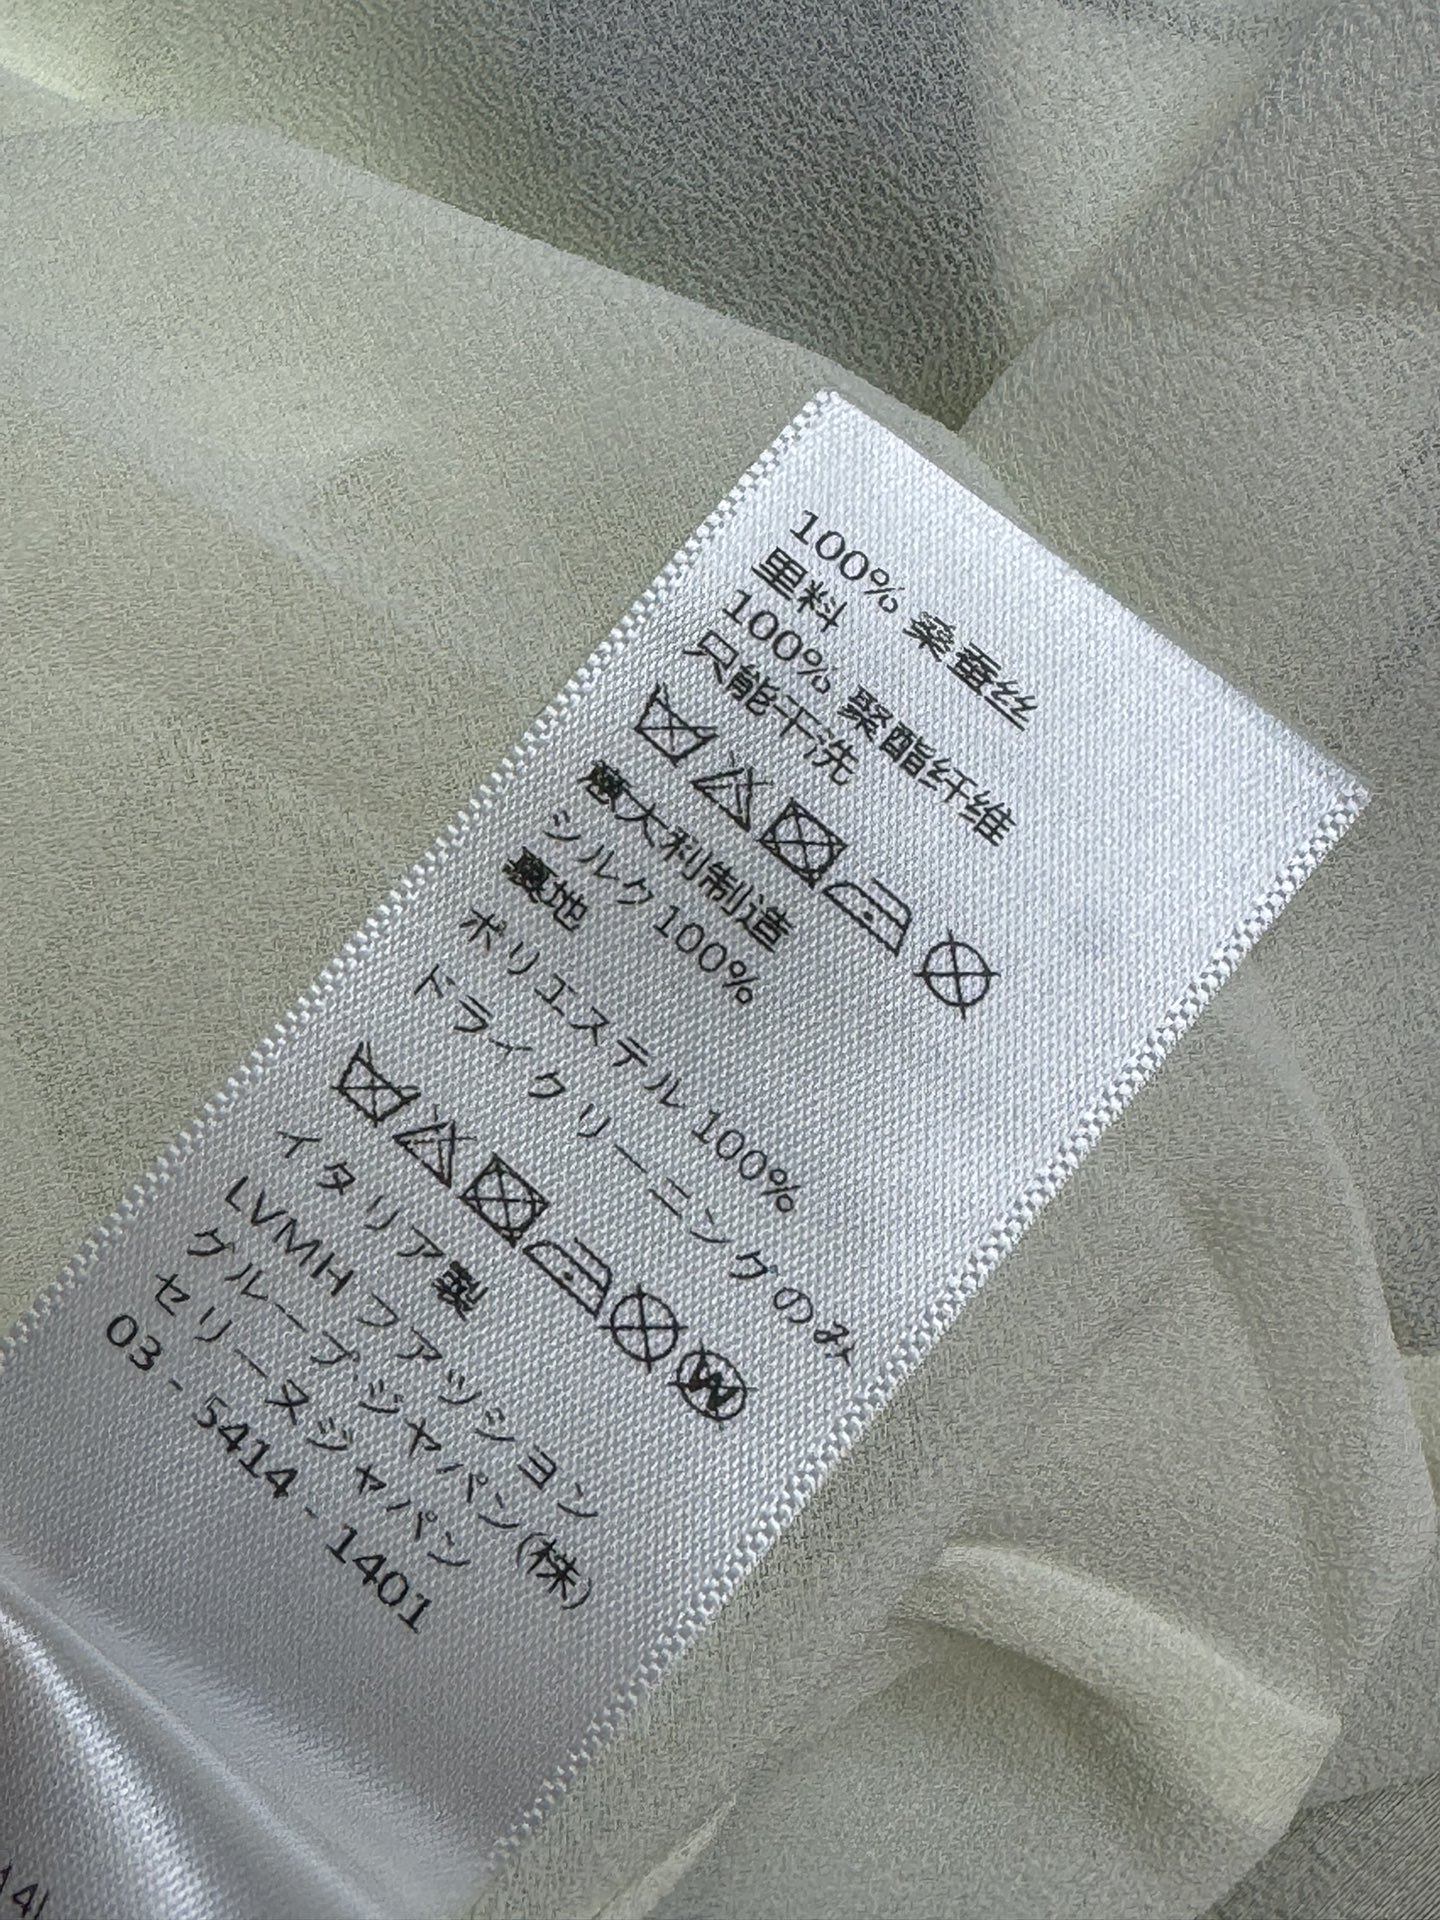 100% 桑蚕丝
里料
100% 聚酯纤维
只能干洗
意大利制造
シルク 100%
裏地
ポリエステル 100%
ドライクリーニングのみ
W
イタリア製
LVMH ファッション
グループ ジャパン(株)
セリーヌジャパン
03 - 5414 - 1401